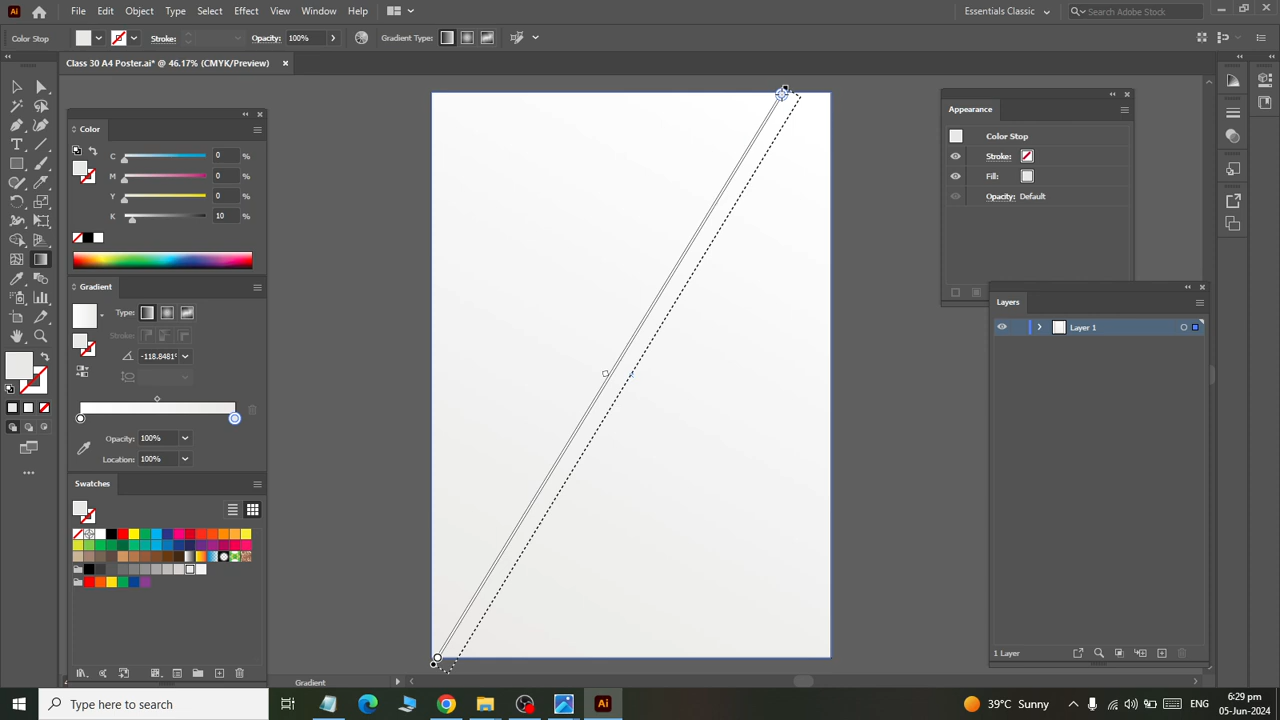 Ai File Edit Object Type Select Effect View Window Help Essentials Classic Search Adobe Stock
Color Stop Stroke: Opacity: 100% Gradient Type:
Class 30 A4 Poster.ai* @ 46.17% (CMYK/Preview)
Color
C 0 %
M 0 %
Y 0 %
K 10 %
Gradient
Type:
Stroke:
-118.8481°
Opacity: 100%
Location: 100%
Swatches
Appearance
Color Stop
Stroke:
Fill:
Opacity: Default
Layers
Layer 1
1 Layer
Gradient
Type here to search
Ai
39°C Sunny
6:29 pm
05-Jun-2024